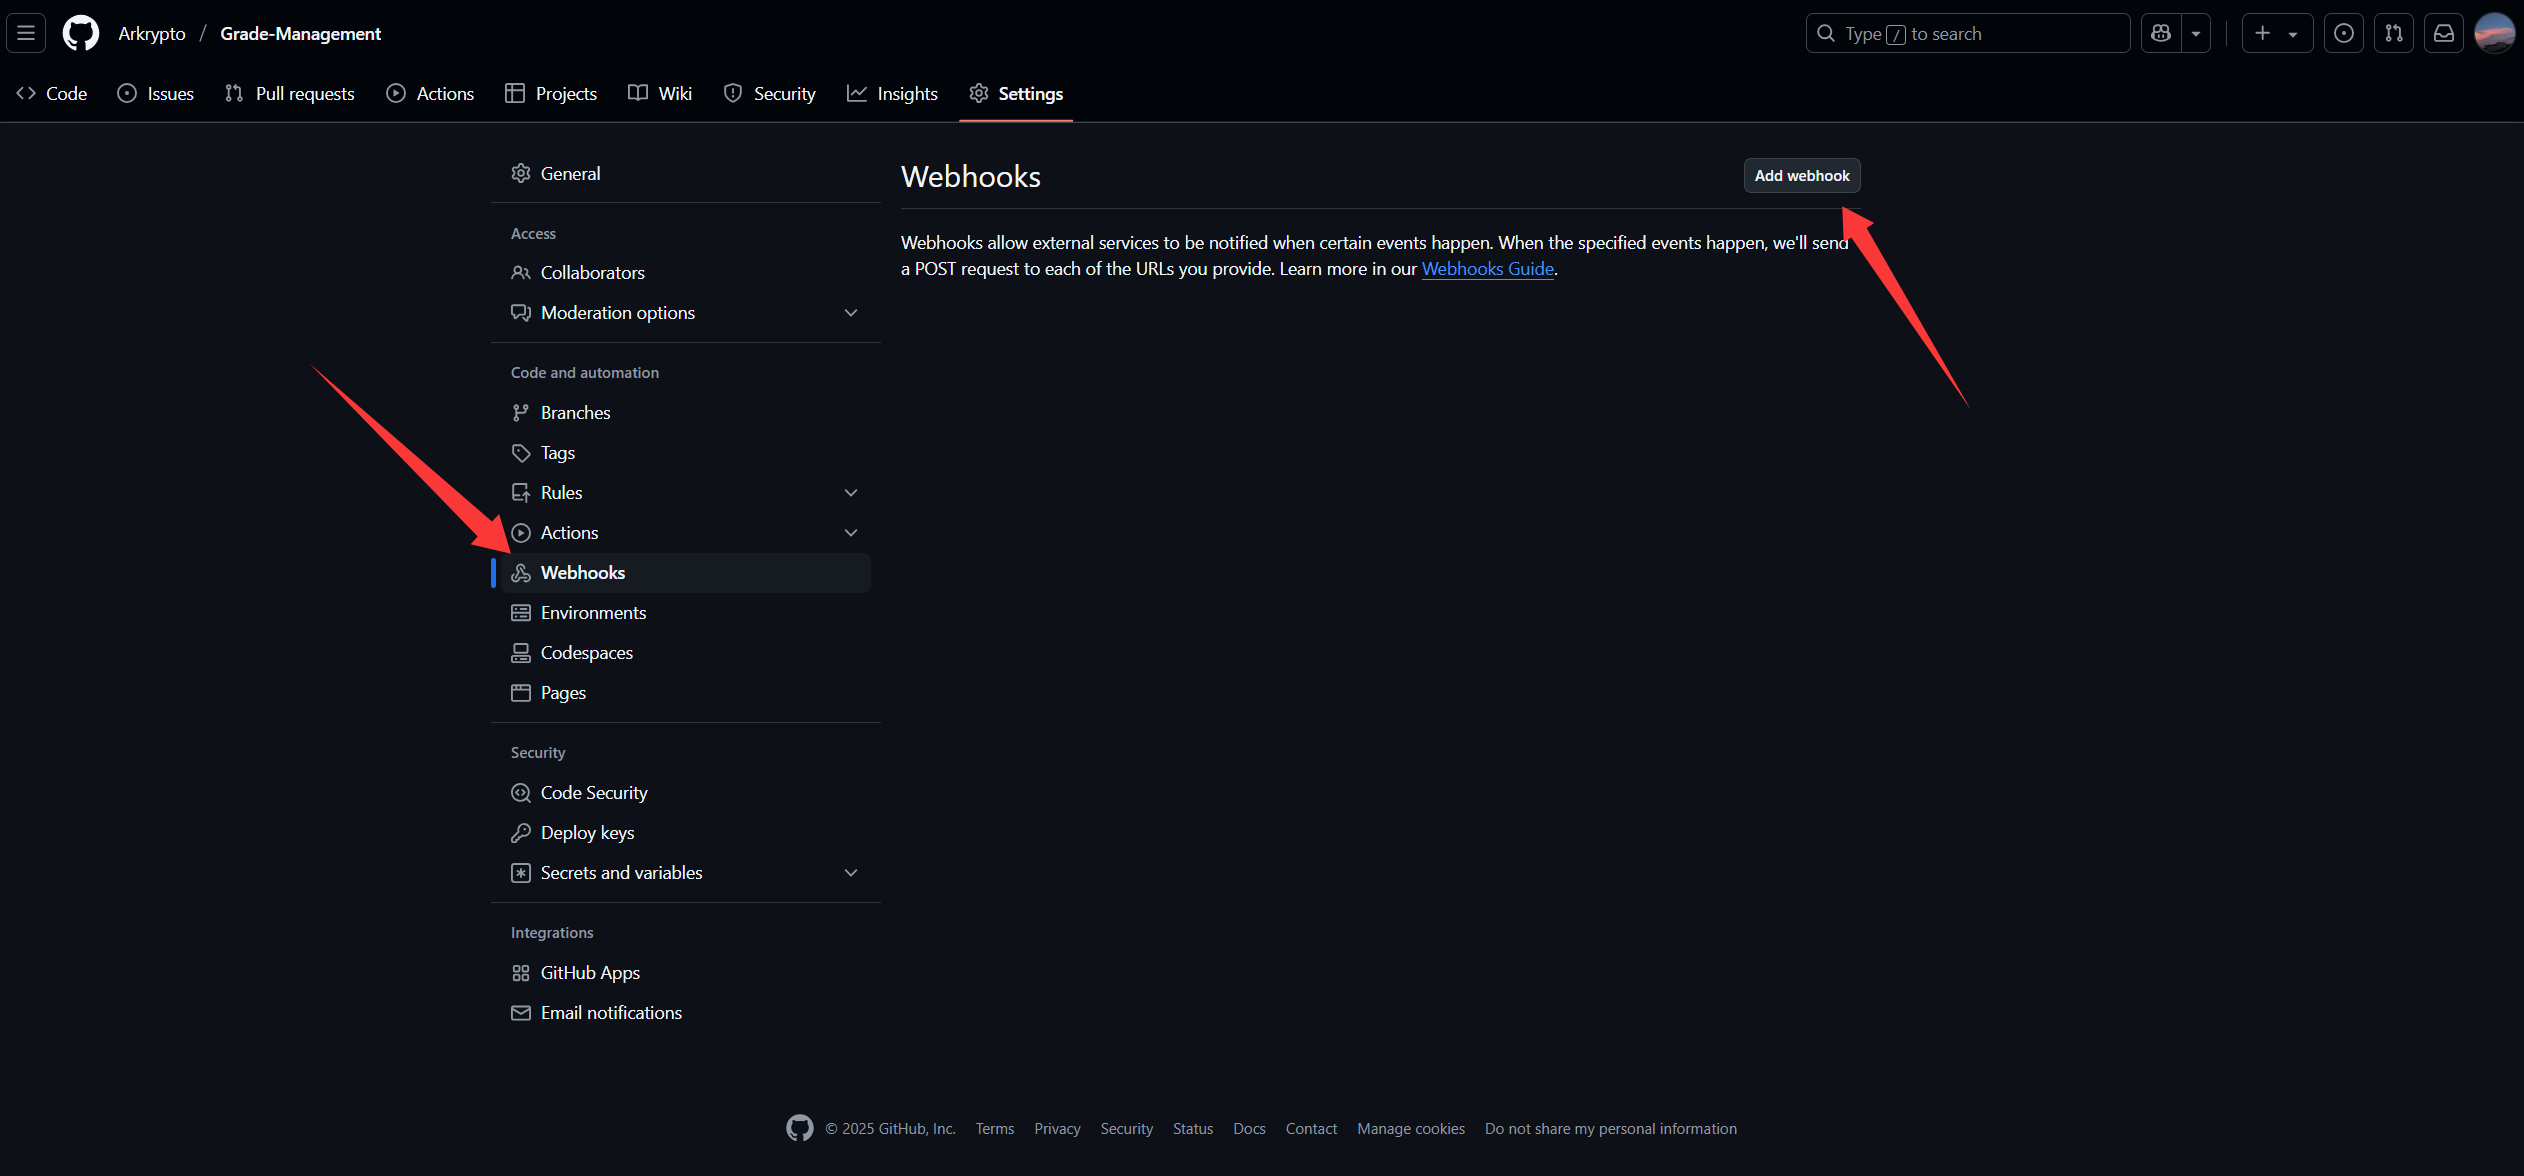 Arkrypto / Grade-Management
Type / to search
Code Issues Pull requests Actions Projects Wiki Security Insights Settings
General
Access
Collaborators
Moderation options
Code and automation
Branches
Tags
Rules
Actions
Webhooks
Environments
Codespaces
Pages
Security
Code Security
Deploy keys
Secrets and variables
Integrations
GitHub Apps
Email notifications
Webhooks
Add webhook
Webhooks allow external services to be notified when certain events happen. When the specified events happen, we'll send
a POST request to each of the URLs you provide. Learn more in our Webhooks Guide.
© 2025 GitHub, Inc. Terms Privacy Security Status Docs Contact Manage cookies Do not share my personal information